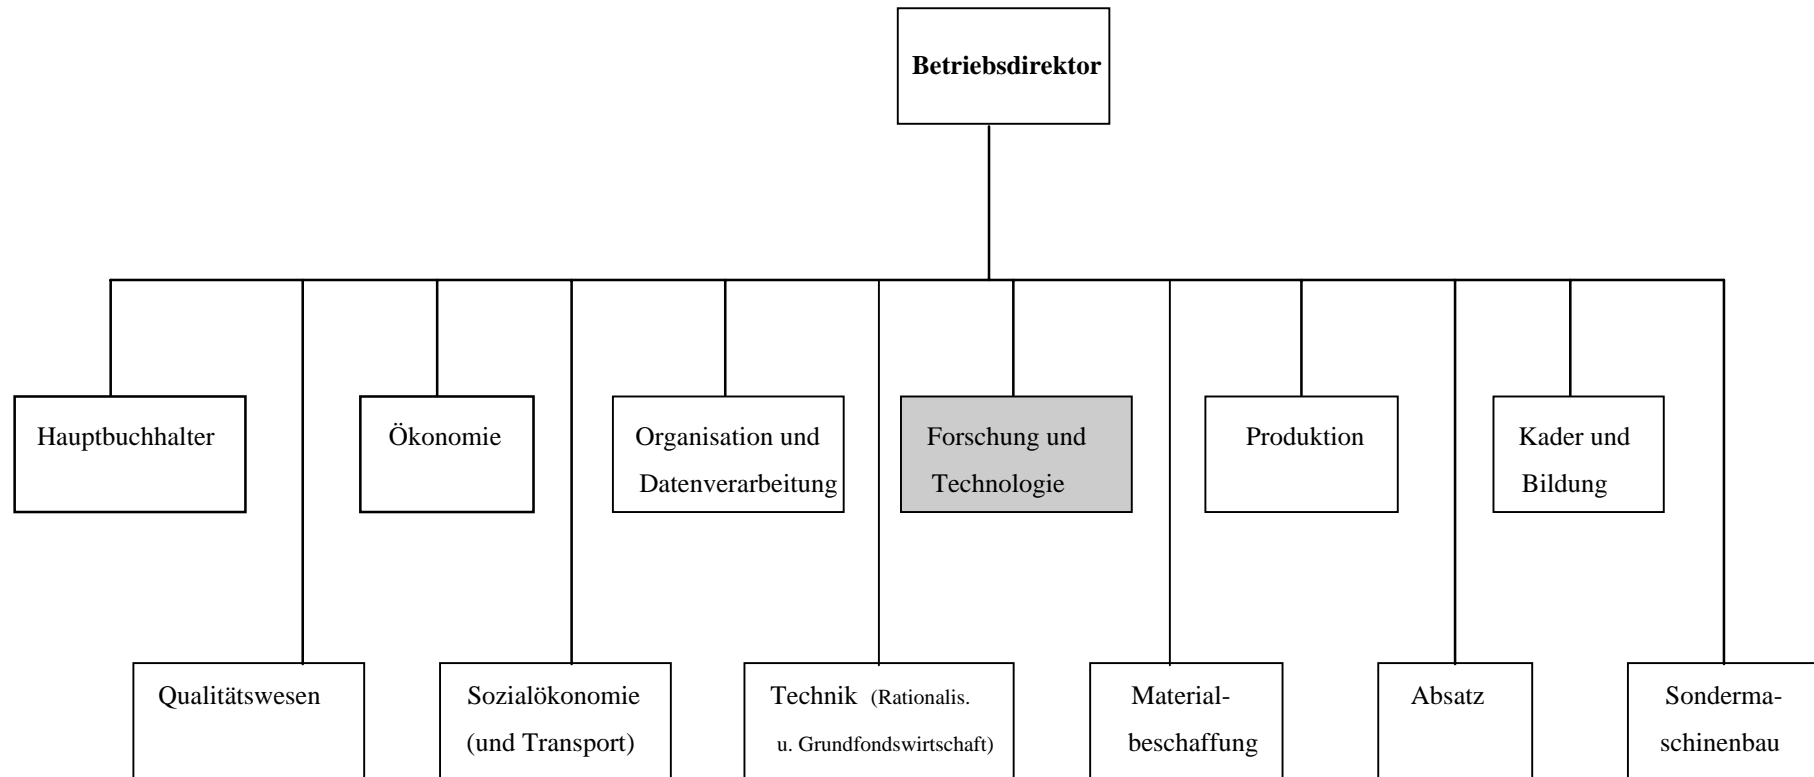 Betriebsdirektor
Hauptbuchhalter
Ökonomie
Organisation und
Datenverarbeitung
Forschung und
Technologie
Produktion
Kader und
Bildung
Qualitätswesen
Sozialökonomie
(und Transport)
Technik (Rationalis.
u. Grundfondswirtschaft)
Material-
beschaffung
Absatz
Sonderma-
schinenbau